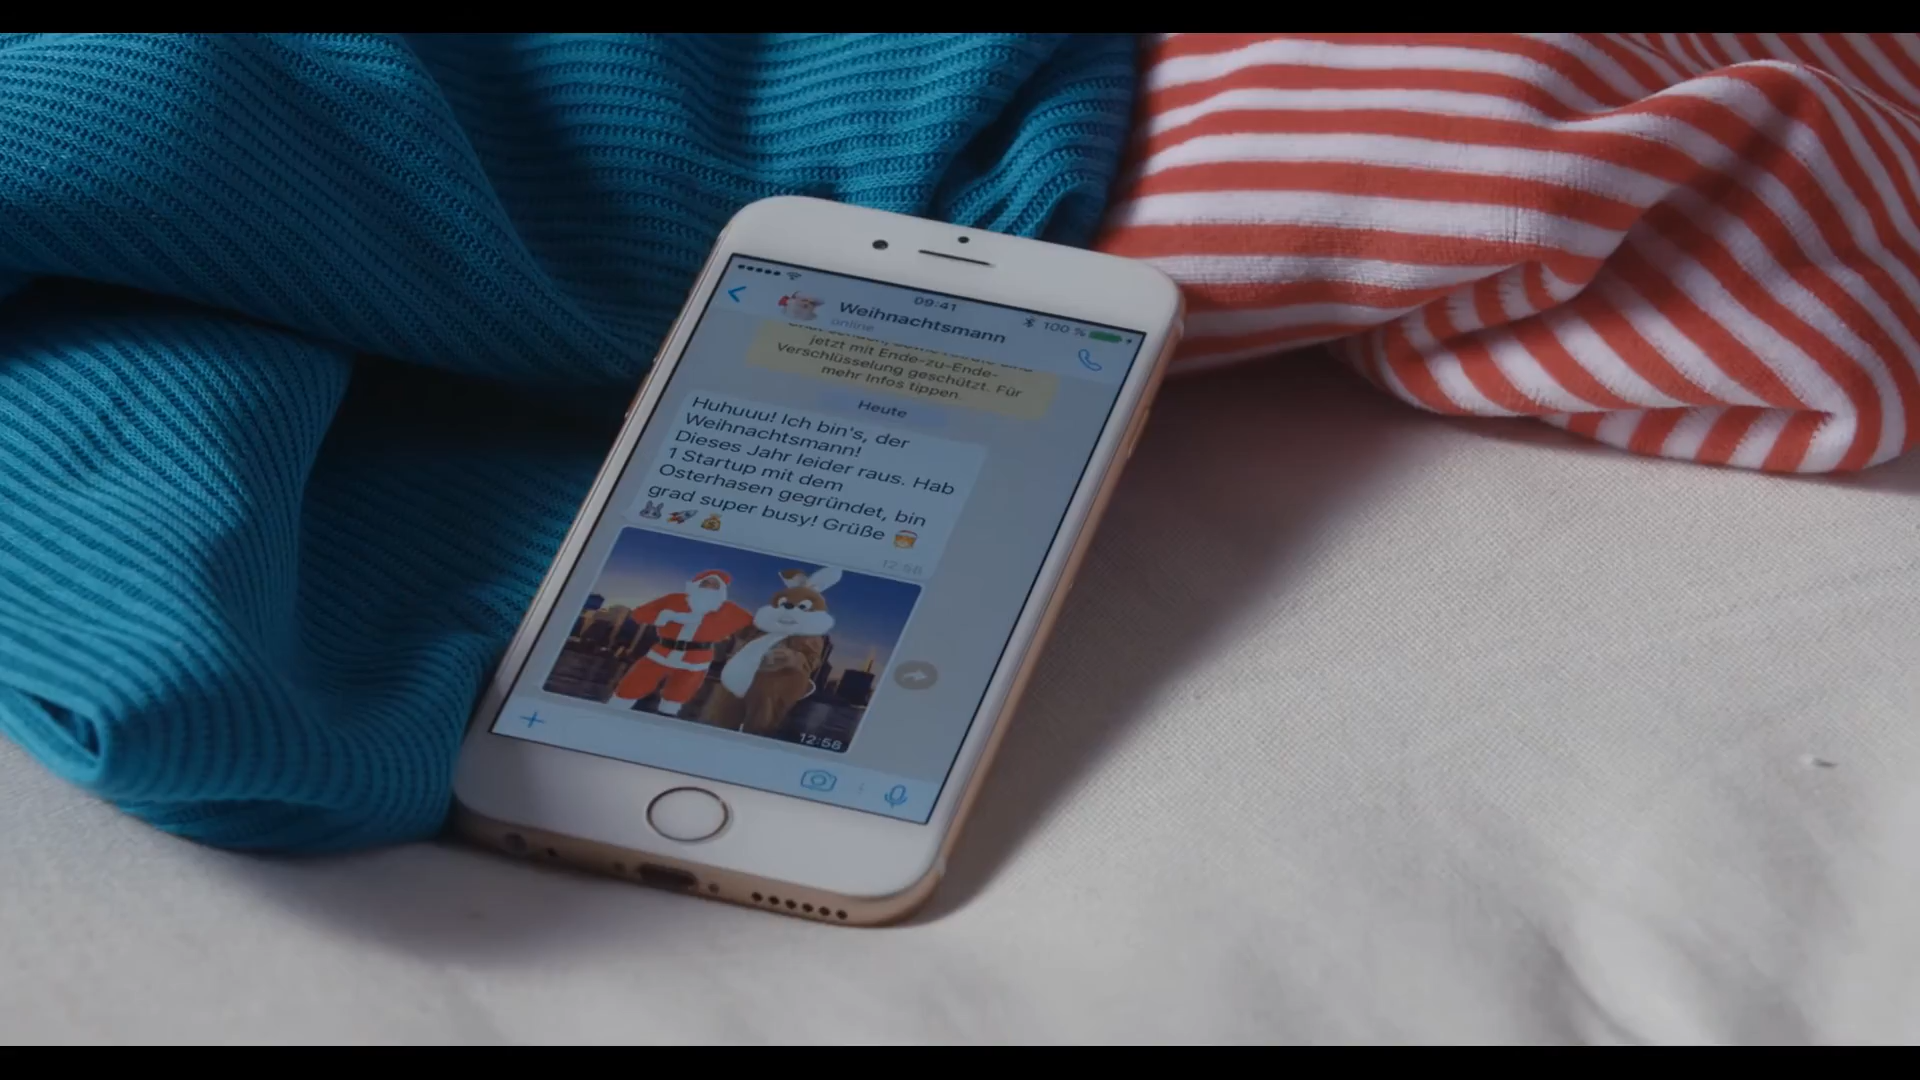 09:41
100 %
Weihnachtsmann
online
jetzt mit Ende-zu-Ende-
Verschlüsselung geschützt. Für
mehr Infos tippen.
Heute
Huhuuu! Ich bin's, der
Weihnachtsmann!
Dieses Jahr leider raus. Hab
1 Startup mit dem
Osterhasen gegründet, bin
grad super busy! Grüße 🎅
🐰🚀💰
12:58
12:58